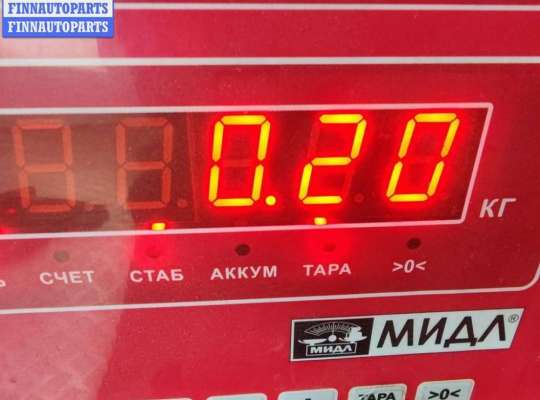 FINNAUTOPARTS
FINNAUTOPARTS
0.20
КГ
СЧЕТ СТАБ АККУМ ТАРА >0<
МИДЛ МИДЛ®
ТАРА >0<